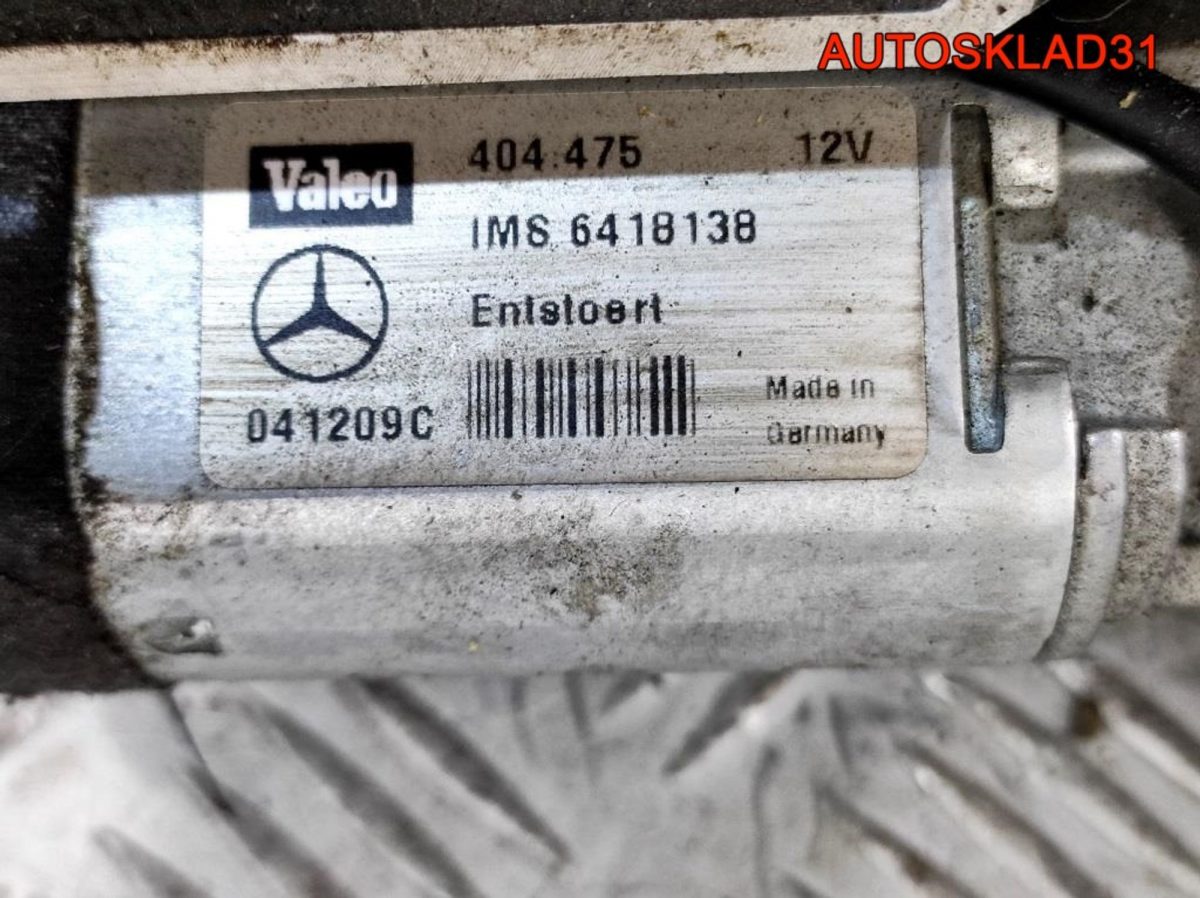 AUTOSKLAD31
Valeo
404.475 12V
IMS 6418138
Entstoert
041209C
Made in
Germany